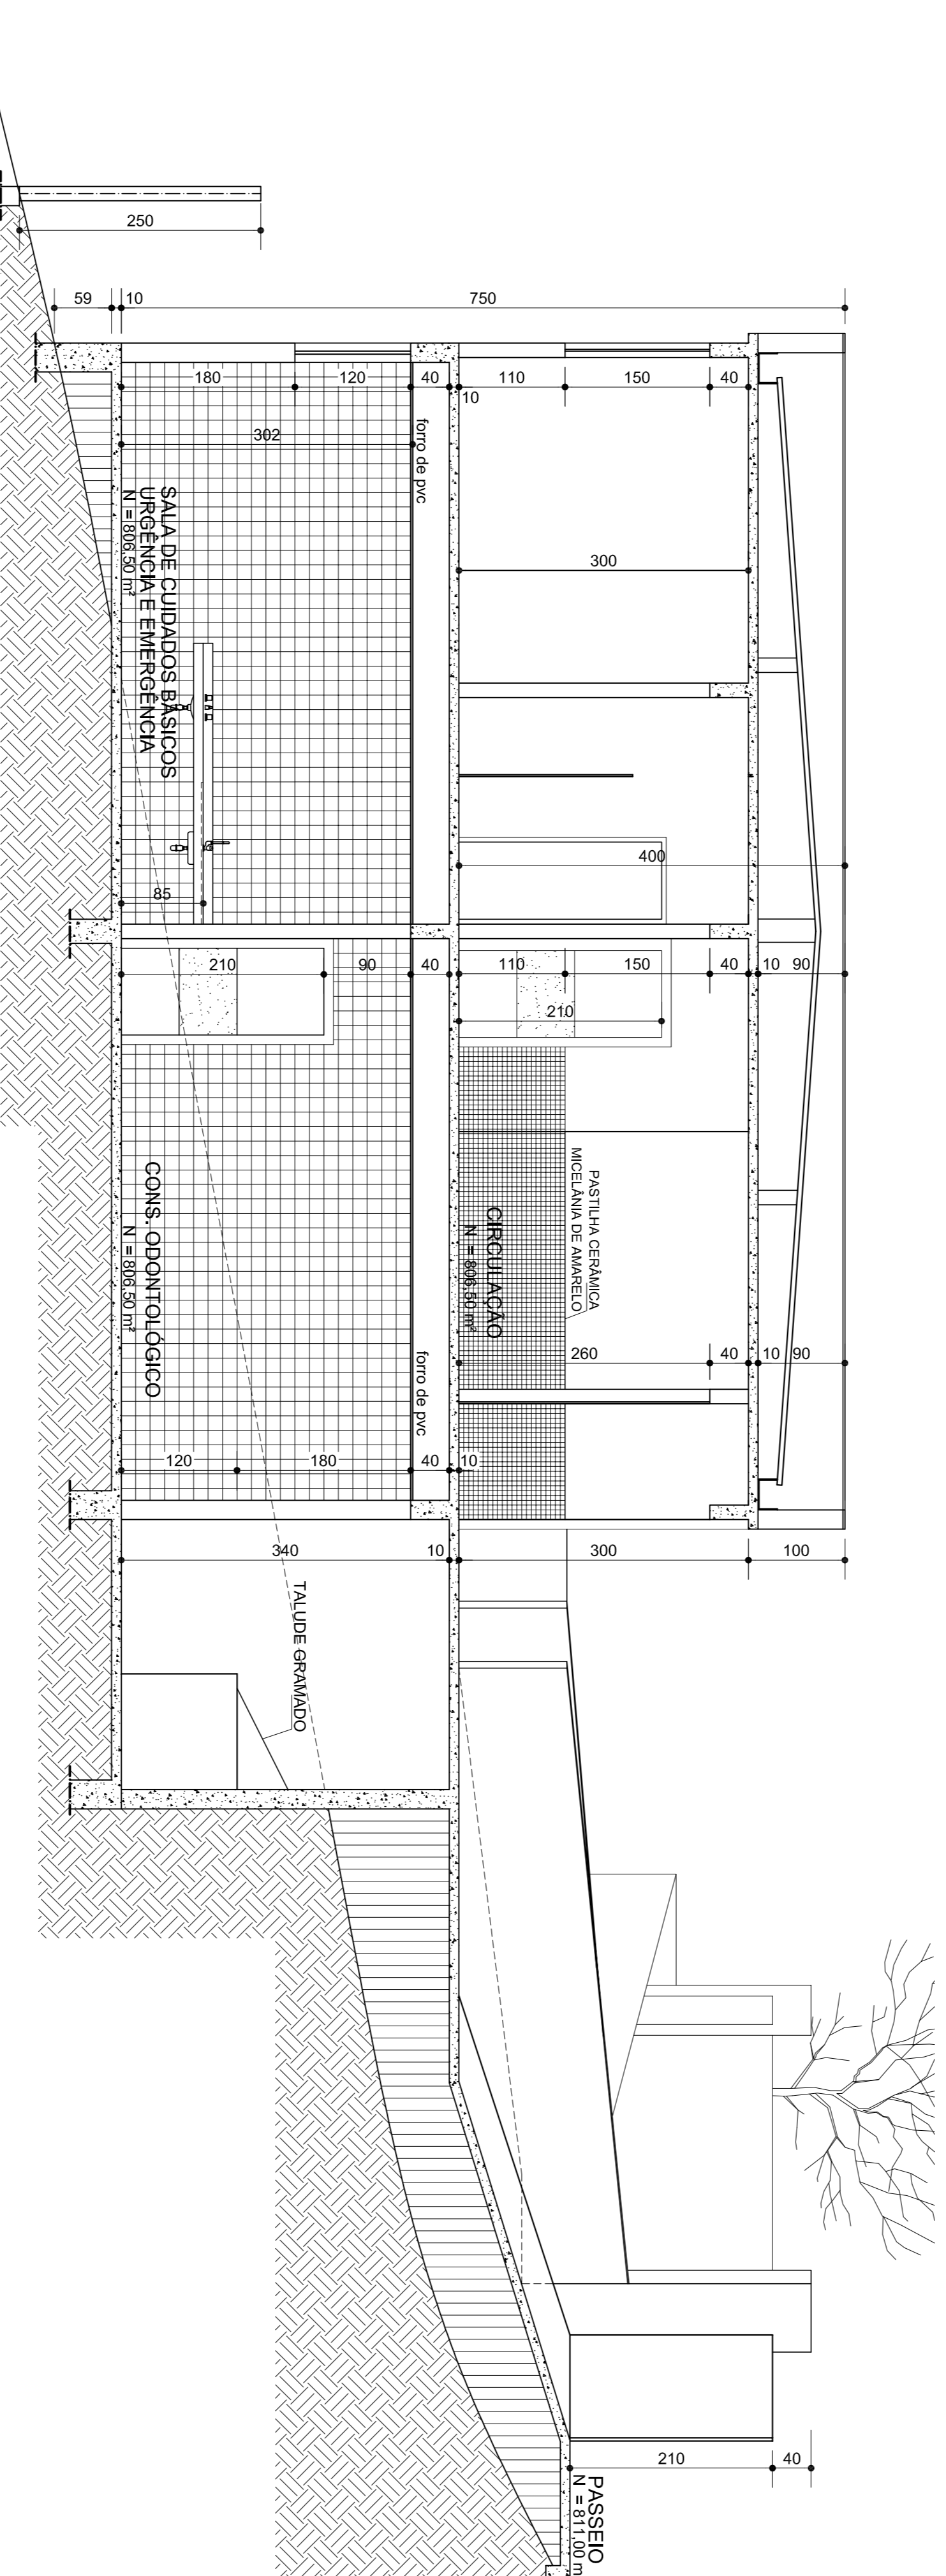 250
59
10
750
180
120
40
10
110
150
40
302
forro de pvc
300
SALA DE CUIDADOS BÁSICOS
URGÊNCIA E EMERGÊNCIA
N = 806,50 m²
400
85
210
90
40
110
150
40
10
90
210
PASTILHA CERÂMICA
MICELÂNIA DE AMARELO
CIRCULAÇÃO
N = 806,50 m²
CONS. ODONTOLÓGICO
N = 806,50 m²
260
40
10
90
forro de pvc
120
180
40
10
340
10
300
100
TALUDE GRAMADO
210
40
PASSEIO
N = 811,00 m